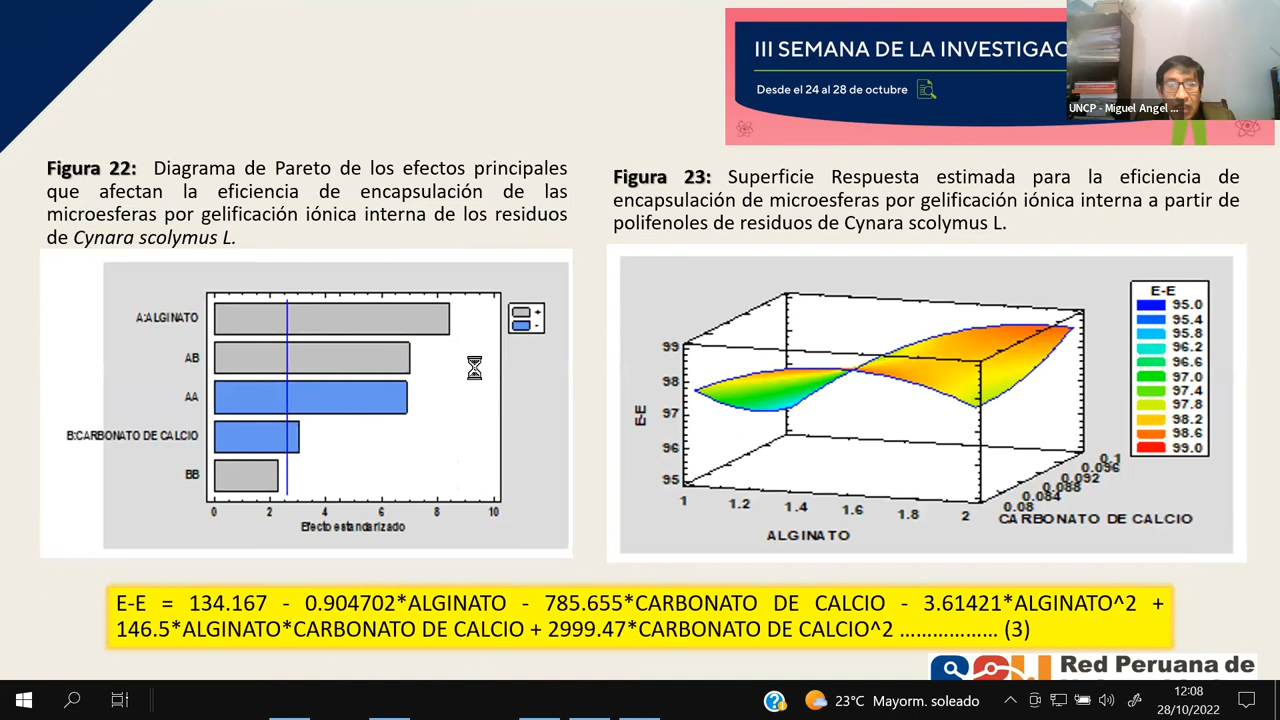 III SEMANA DE LA INVESTIGAC
Desde el 24 al 28 de octubre
UNCP - Miguel Angel ...
Figura 22: Diagrama de Pareto de los efectos principales
que afectan la eficiencia de encapsulación de las
microesferas por gelificación iónica interna de los residuos
de Cynara scolymus L.
Figura 23: Superficie Respuesta estimada para la eficiencia de
encapsulación de microesferas por gelificación iónica interna a partir de
polifenoles de residuos de Cynara scolymus L.
A:ALGINATO
AB
AA
B:CARBONATO DE CALCIO
BB
0 2 4 6 8 10
Efecto estandarizado
+
-
E-E
99
98
97
96
95
1 1.2 1.4 1.6 1.8 2
ALGINATO
0.08 0.084 0.088 0.092 0.096 0.1
CARBONATO DE CALCIO
E-E
95.0
95.4
95.8
96.2
96.6
97.0
97.4
97.8
98.2
98.6
99.0
E-E = 134.167 - 0.904702*ALGINATO - 785.655*CARBONATO DE CALCIO - 3.61421*ALGINATO^2 +
146.5*ALGINATO*CARBONATO DE CALCIO + 2999.47*CARBONATO DE CALCIO^2 .................. (3)
Red Peruana de
23°C Mayorm. soleado
12:08
28/10/2022